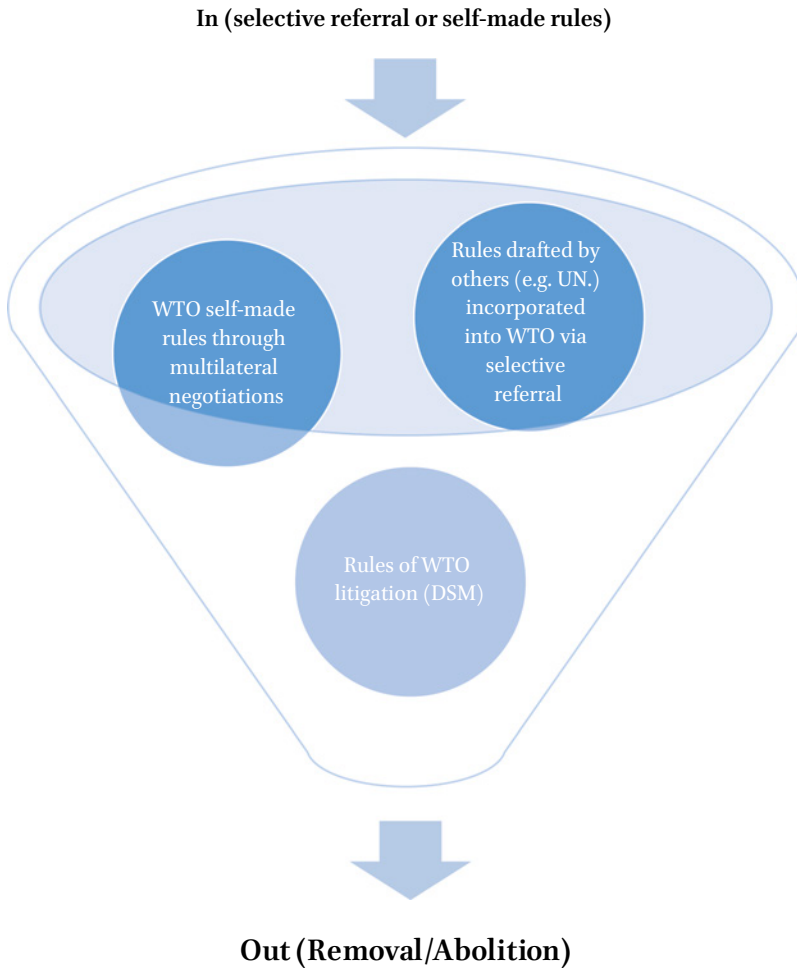 In (selective referral or self-made rules)
WTO self-made
rules through
multilateral
negotiations
Rules drafted by
others (e.g. UN.)
incorporated
into WTO via
selective
referral
Rules of WTO
litigation (DSM)
Out (Removal/Abolition)